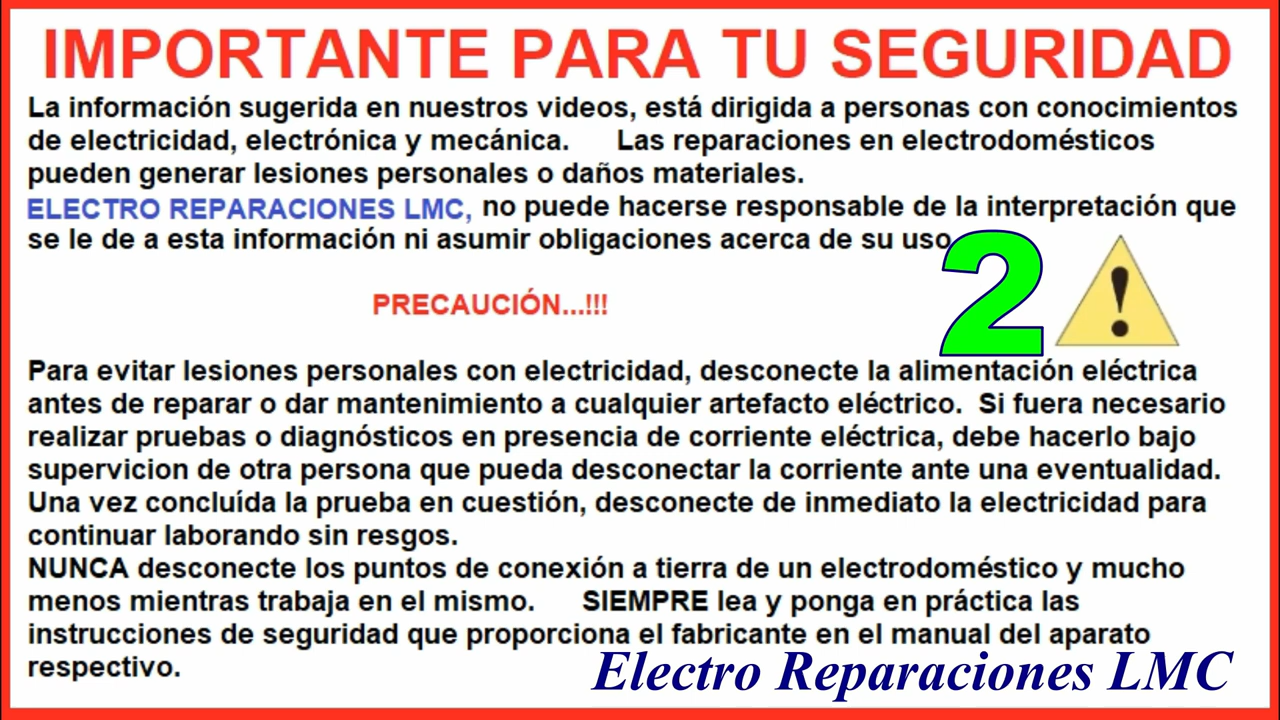 IMPORTANTE PARA TU SEGURIDAD
La información sugerida en nuestros videos, está dirigida a personas con conocimientos
de electricidad, electrónica y mecánica. Las reparaciones en electrodomésticos
pueden generar lesiones personales o daños materiales.
ELECTRO REPARACIONES LMC, no puede hacerse responsable de la interpretación que
se le de a esta información ni asumir obligaciones acerca de su uso
2
!
PRECAUCIÓN...!!!
Para evitar lesiones personales con electricidad, desconecte la alimentación eléctrica
antes de reparar o dar mantenimiento a cualquier artefacto eléctrico. Si fuera necesario
realizar pruebas o diagnósticos en presencia de corriente eléctrica, debe hacerlo bajo
supervicion de otra persona que pueda desconectar la corriente ante una eventualidad.
Una vez concluída la prueba en cuestión, desconecte de inmediato la electricidad para
continuar laborando sin resgos.
NUNCA desconecte los puntos de conexión a tierra de un electrodoméstico y mucho
menos mientras trabaja en el mismo. SIEMPRE lea y ponga en práctica las
instrucciones de seguridad que proporciona el fabricante en el manual del aparato
respectivo.
Electro Reparaciones LMC